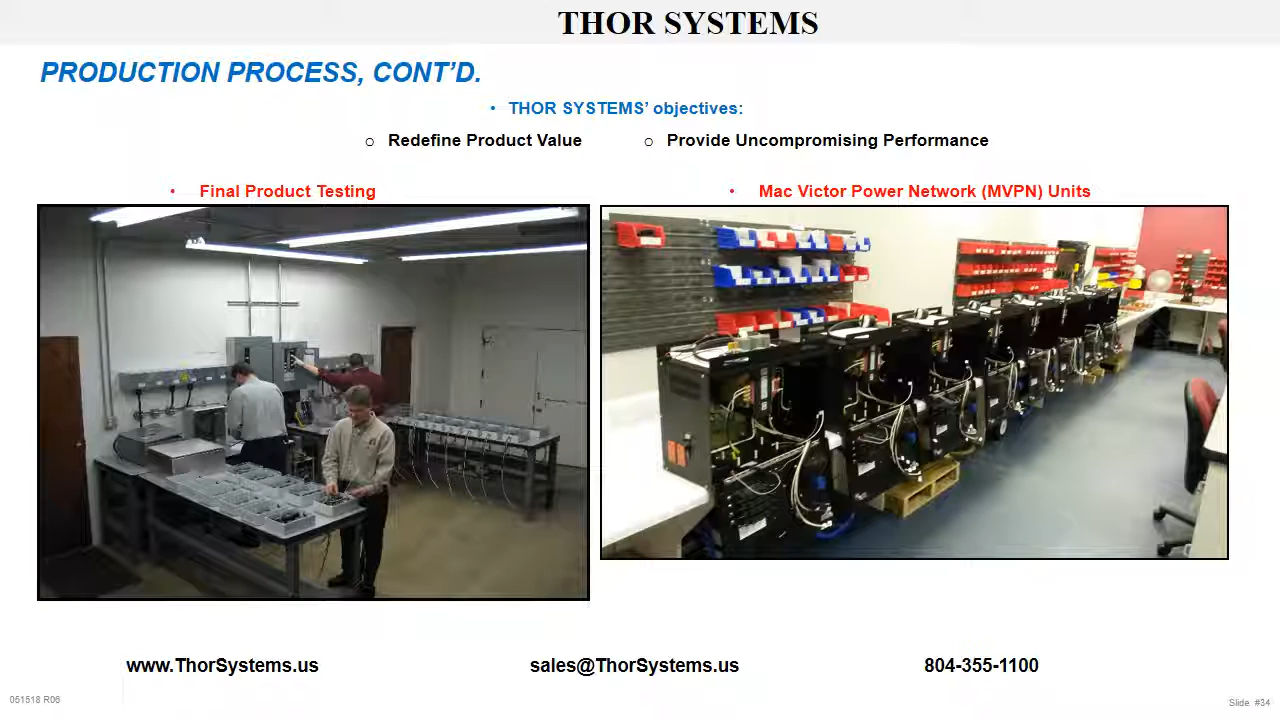 THOR SYSTEMS
PRODUCTION PROCESS, CONT’D.
• THOR SYSTEMS’ objectives:
o Redefine Product Value o Provide Uncompromising Performance
• Final Product Testing • Mac Victor Power Network (MVPN) Units
www.ThorSystems.us sales@ThorSystems.us 804-355-1100
051518 R06 Slide #34